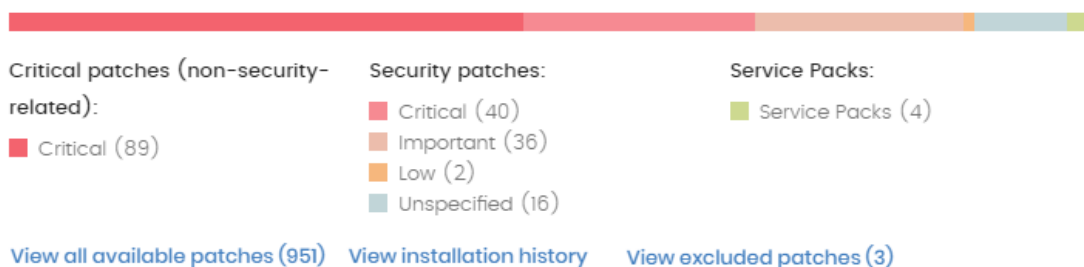 Critical patches (non-security-
related):
Critical (89)
Security patches:
Critical (40)
Important (36)
Low (2)
Unspecified (16)
Service Packs:
Service Packs (4)
View all available patches (951)
View installation history
View excluded patches (3)